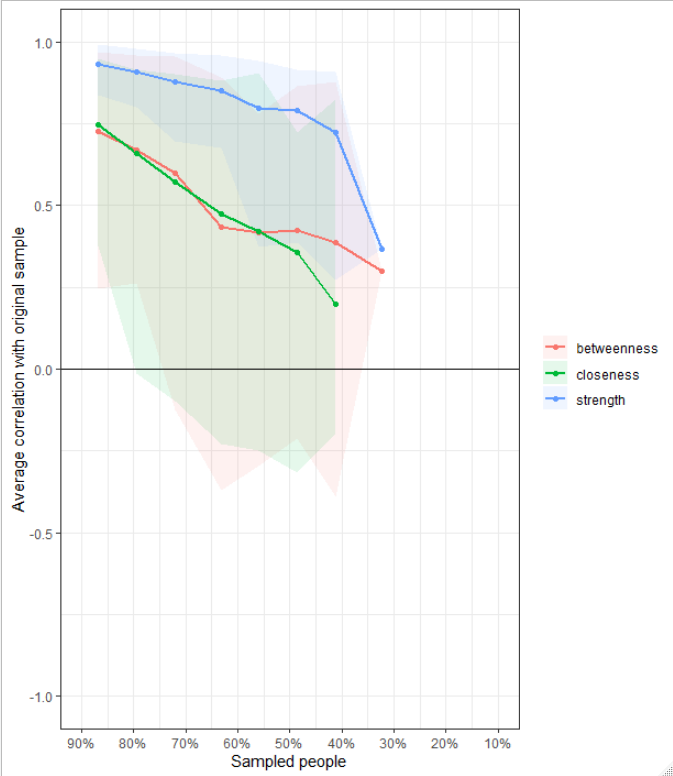 1.0
0.5
0.0
-0.5
-1.0
Average correlation with original sample
90% 80% 70% 60% 50% 40% 30% 20% 10%
Sampled people
betweenness
closeness
strength